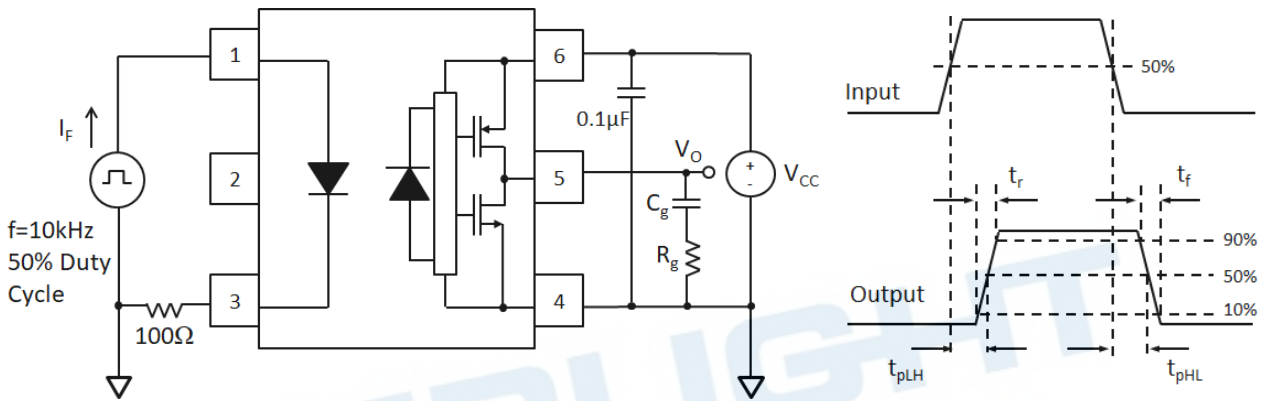 1
2
3
I_F
f=10kHz
50% Duty
Cycle
100Ω
6
5
4
0.1µF
V_O
C_g
R_g
+
-
V_CC
Input
50%
t_r
t_f
90%
50%
10%
Output
t_pLH
t_pHL